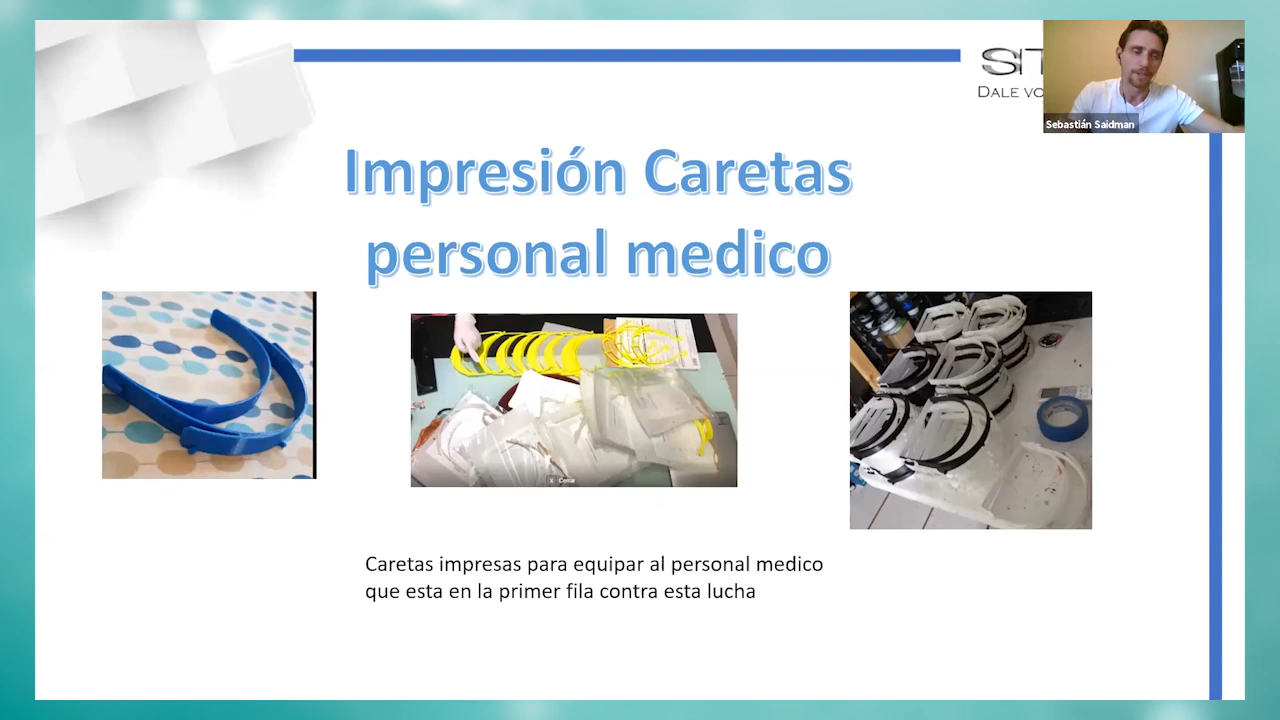 SIT
DALE VO
Sebastián Saidman
Impresión Caretas
personal medico
X Cerrar
Caretas impresas para equipar al personal medico
que esta en la primer fila contra esta lucha